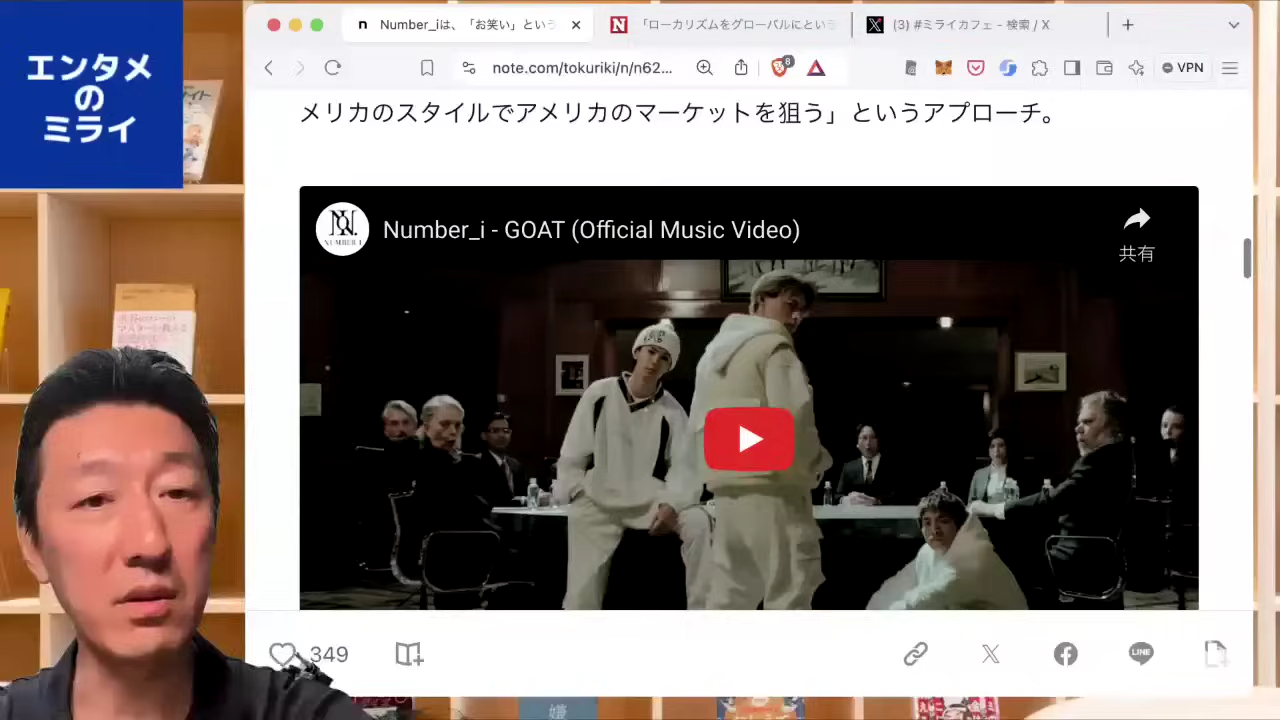 エンタメ
の
ミライ
Number_iは、「お笑い」という
「ローカリズムをグローバルにという
(3) #ミライカフェ - 検索 / X
note.com/tokuriki/n/n62...
8
VPN
メリカのスタイルでアメリカのマーケットを狙う」というアプローチ。
Number_i - GOAT (Official Music Video)
NUMBER I
共有
349
LINE